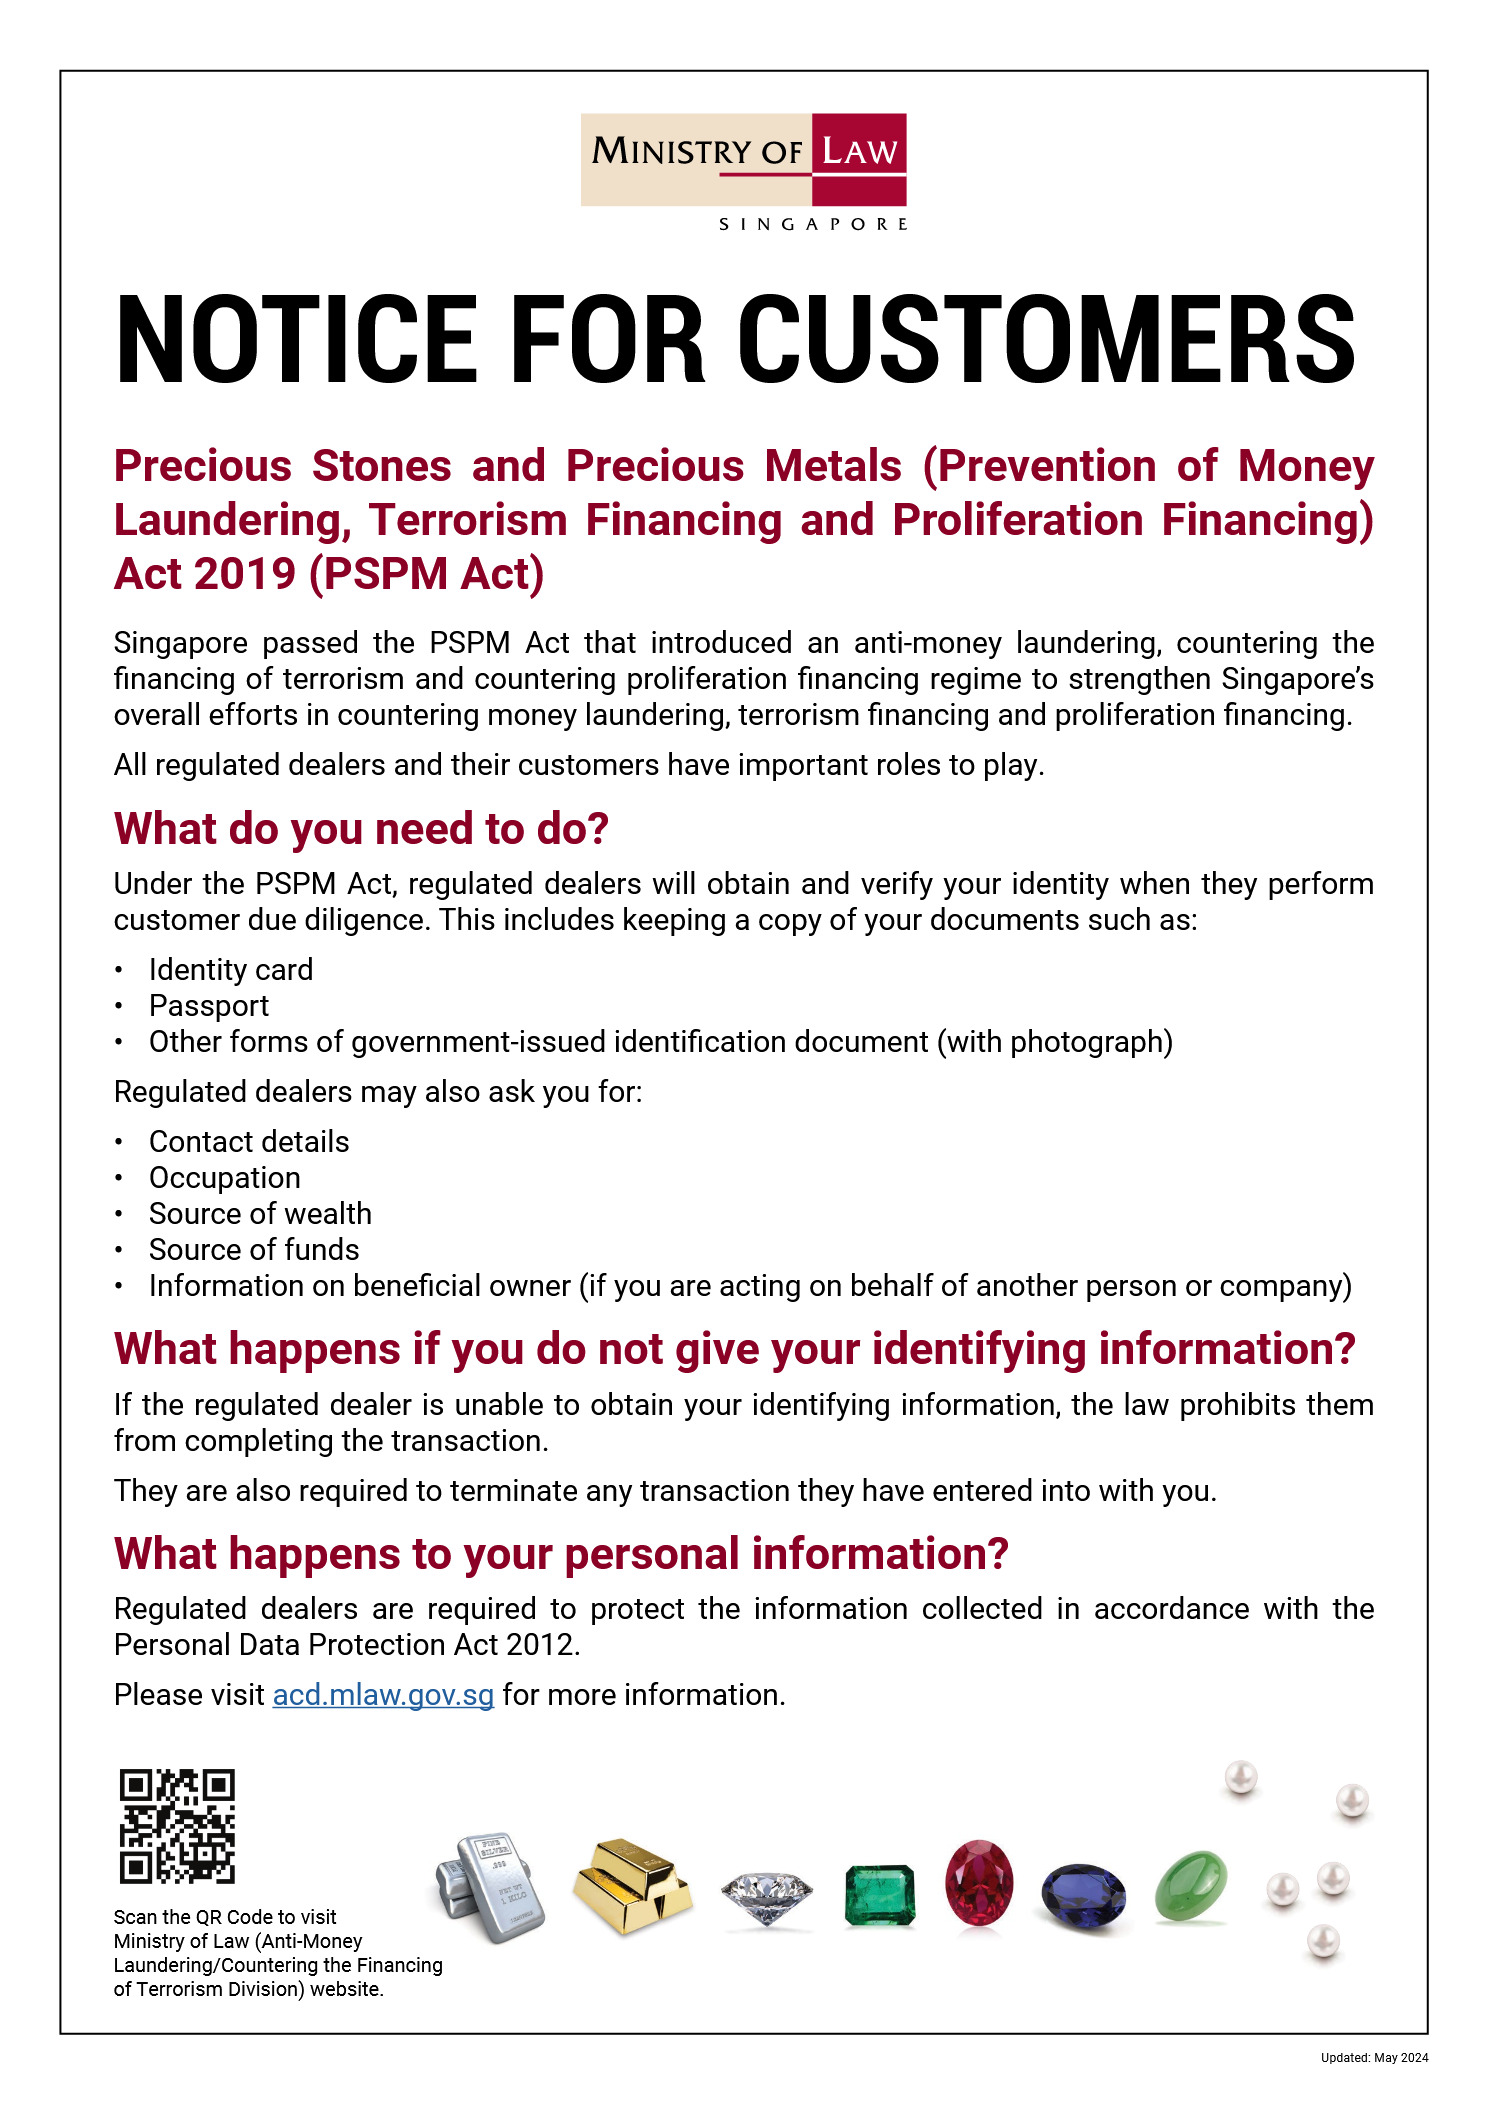 MINISTRY OF LAW
SINGAPORE
NOTICE FOR CUSTOMERS
Precious Stones and Precious Metals (Prevention of Money
Laundering, Terrorism Financing and Proliferation Financing)
Act 2019 (PSPM Act)
Singapore passed the PSPM Act that introduced an anti-money laundering, countering the
financing of terrorism and countering proliferation financing regime to strengthen Singapore’s
overall efforts in countering money laundering, terrorism financing and proliferation financing.
All regulated dealers and their customers have important roles to play.
What do you need to do?
Under the PSPM Act, regulated dealers will obtain and verify your identity when they perform
customer due diligence. This includes keeping a copy of your documents such as:
• Identity card
• Passport
• Other forms of government-issued identification document (with photograph)
Regulated dealers may also ask you for:
• Contact details
• Occupation
• Source of wealth
• Source of funds
• Information on beneficial owner (if you are acting on behalf of another person or company)
What happens if you do not give your identifying information?
If the regulated dealer is unable to obtain your identifying information, the law prohibits them
from completing the transaction.
They are also required to terminate any transaction they have entered into with you.
What happens to your personal information?
Regulated dealers are required to protect the information collected in accordance with the
Personal Data Protection Act 2012.
Please visit acd.mlaw.gov.sg for more information.
FINE
SILVER
.999
NET WT
1 KILO
Scan the QR Code to visit
Ministry of Law (Anti-Money
Laundering/Countering the Financing
of Terrorism Division) website.
Updated: May 2024